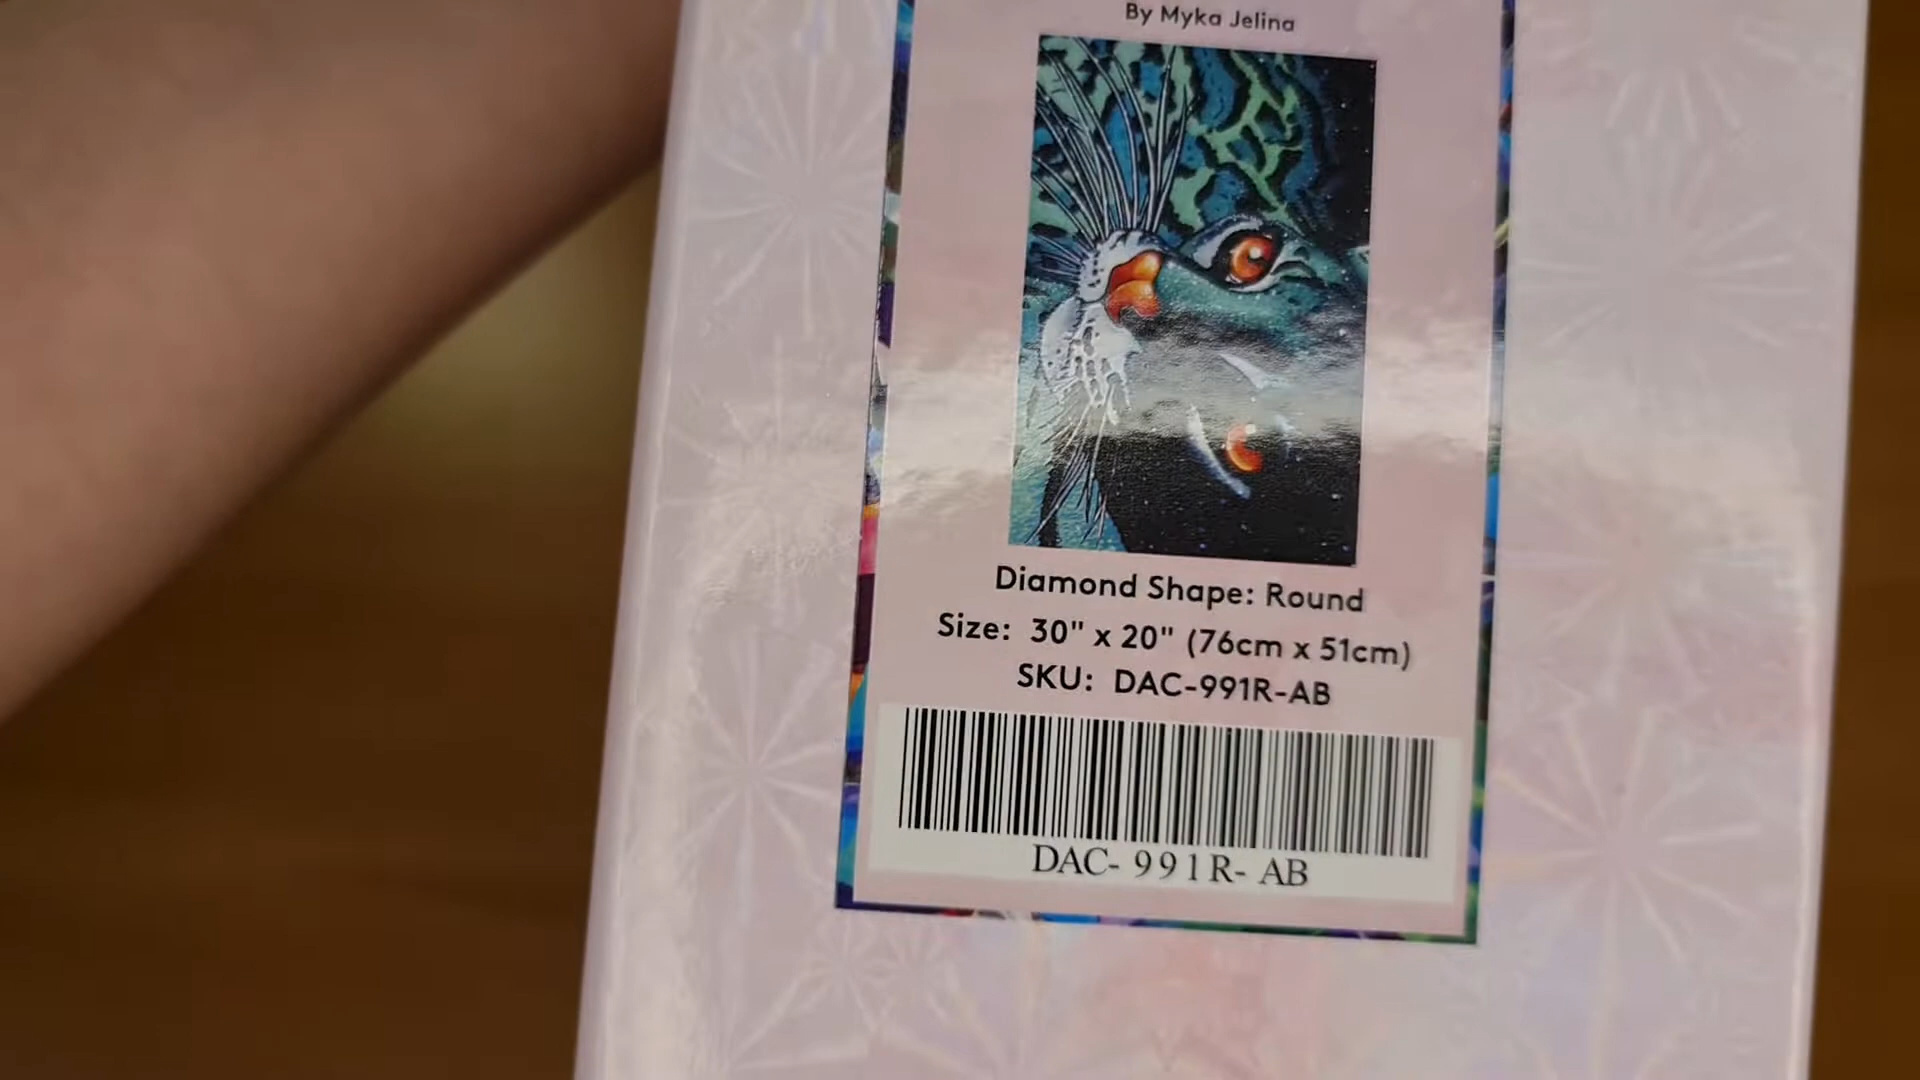 By Myka Jelina
Diamond Shape: Round
Size: 30" x 20" (76cm x 51cm)
SKU: DAC-991R-AB
DAC- 991R- AB